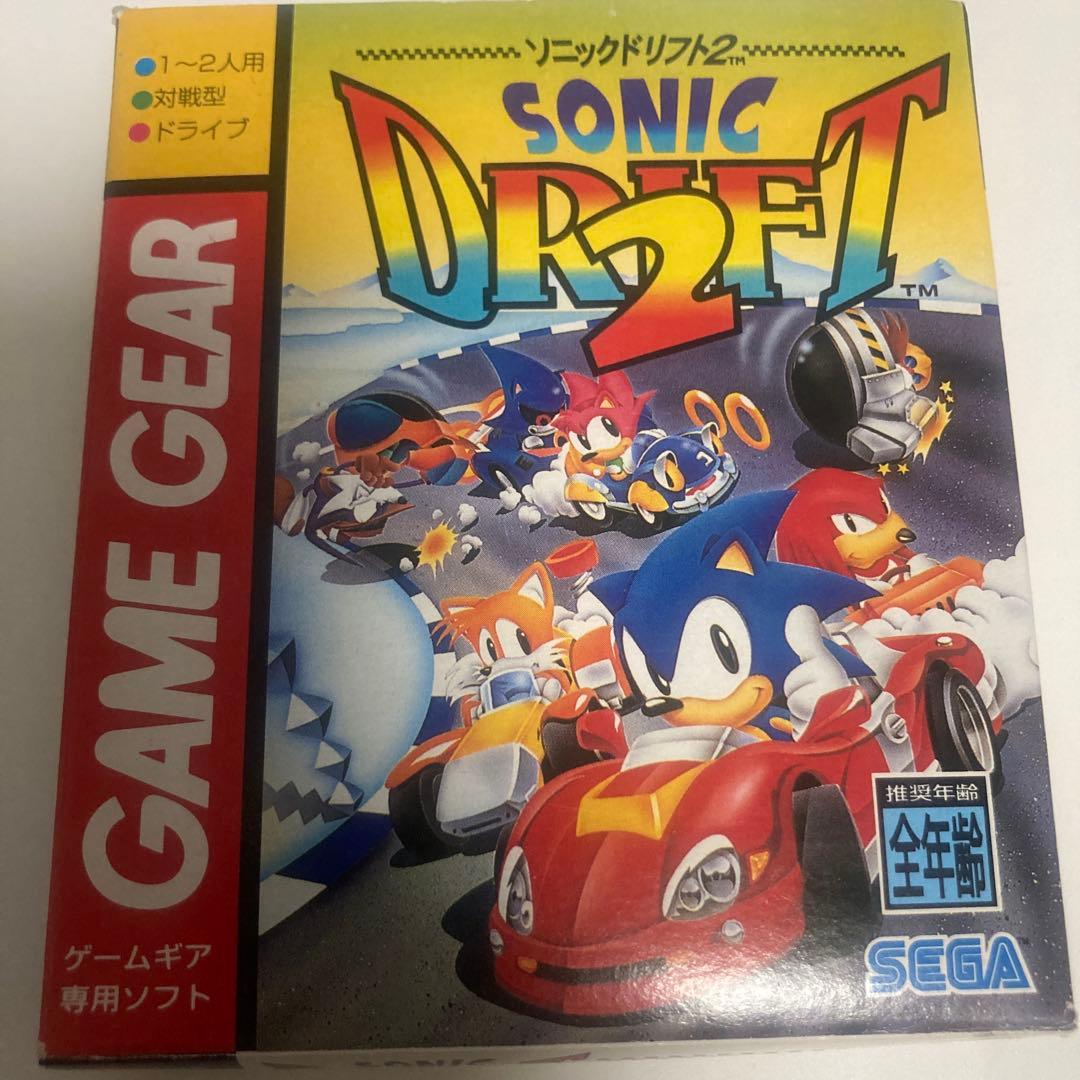 ●1～2人用
●対戦型
●ドライブ
ソニックドリフト2™
SONIC
DRIFT
2
TM
GAME GEAR
推奨年齢
全年齢
ゲームギア
専用ソフト
SEGA
SONIC